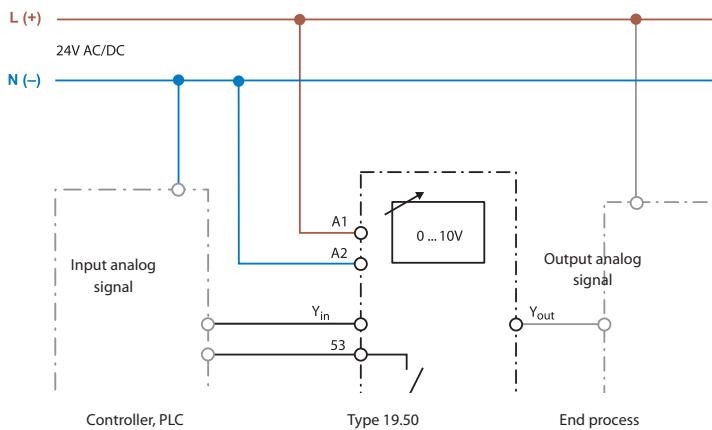 L (+)
24V AC/DC
N (–)
A1
0 ... 10V
A2
Input analog
signal
Output analog
signal
Yin
Yout
53
Controller, PLC
Type 19.50
End process